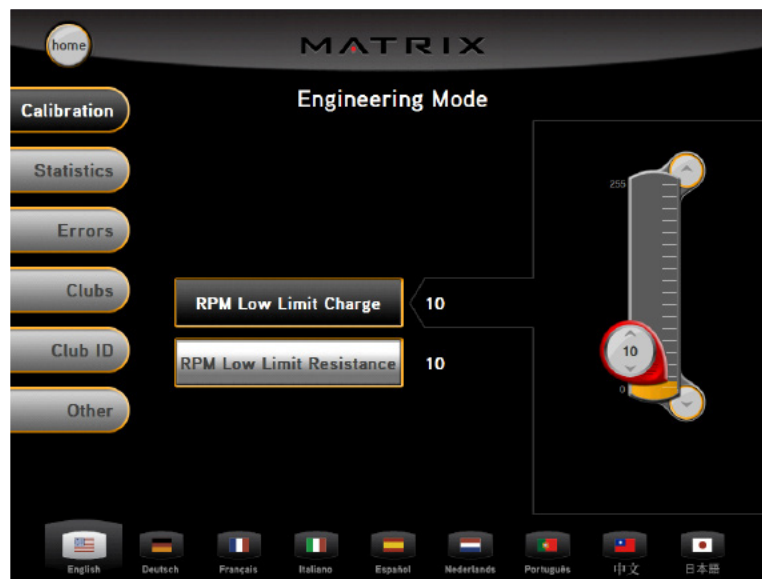 home
MATRIX
Engineering Mode
Calibration
Statistics
Errors
Clubs
Club ID
Other
RPM Low Limit Charge 10
RPM Low Limit Resistance 10
255
10
0
English Deutsch Français Italiano Español Nederlands Português 中文 日本語